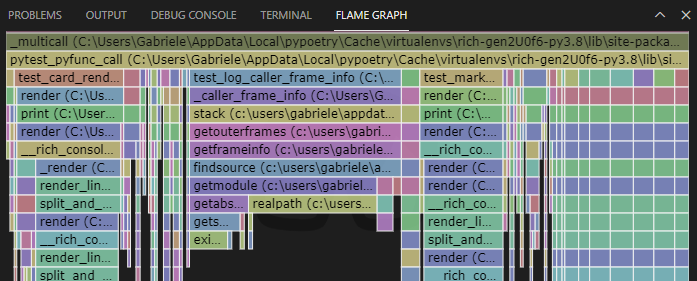 PROBLEMS OUTPUT DEBUG CONSOLE TERMINAL FLAME GRAPH
_multicall (C:\Users\Gabriele\AppData\Local\pypoetry\Cache\virtualenvs\rich-gen2U0f6-py3.8\lib\site-packa...
pytest_pyfunc_call (C:\Users\Gabriele\AppData\Local\pypoetry\Cache\virtualenvs\rich-gen2U0f6-py3.8\lib\si...
test_card_rend... test_log_caller_frame_info (C:\... test_mark...
render (C:\Us... _caller_frame_info (C:\Users\G... render (C:...
print (C:\User... stack (c:\users\gabriele\appdat... print (C:\...
render (C:\Us... getouterframes (c:\users\gabri... render (C:...
__rich_consol... getframeinfo (c:\users\gabriele... __rich_co...
_render (C:... findsource (c:\users\gabriele\a... render (C:...
render_lin... getmodule (c:\users\gabriel... render (C...
split_and_... getabs... realpath (c:\users... __rich_co...
render (C:... gets... render_li...
__rich_co... exi... split_and...
render_lin... render (C...
split_and_... __rich_co...